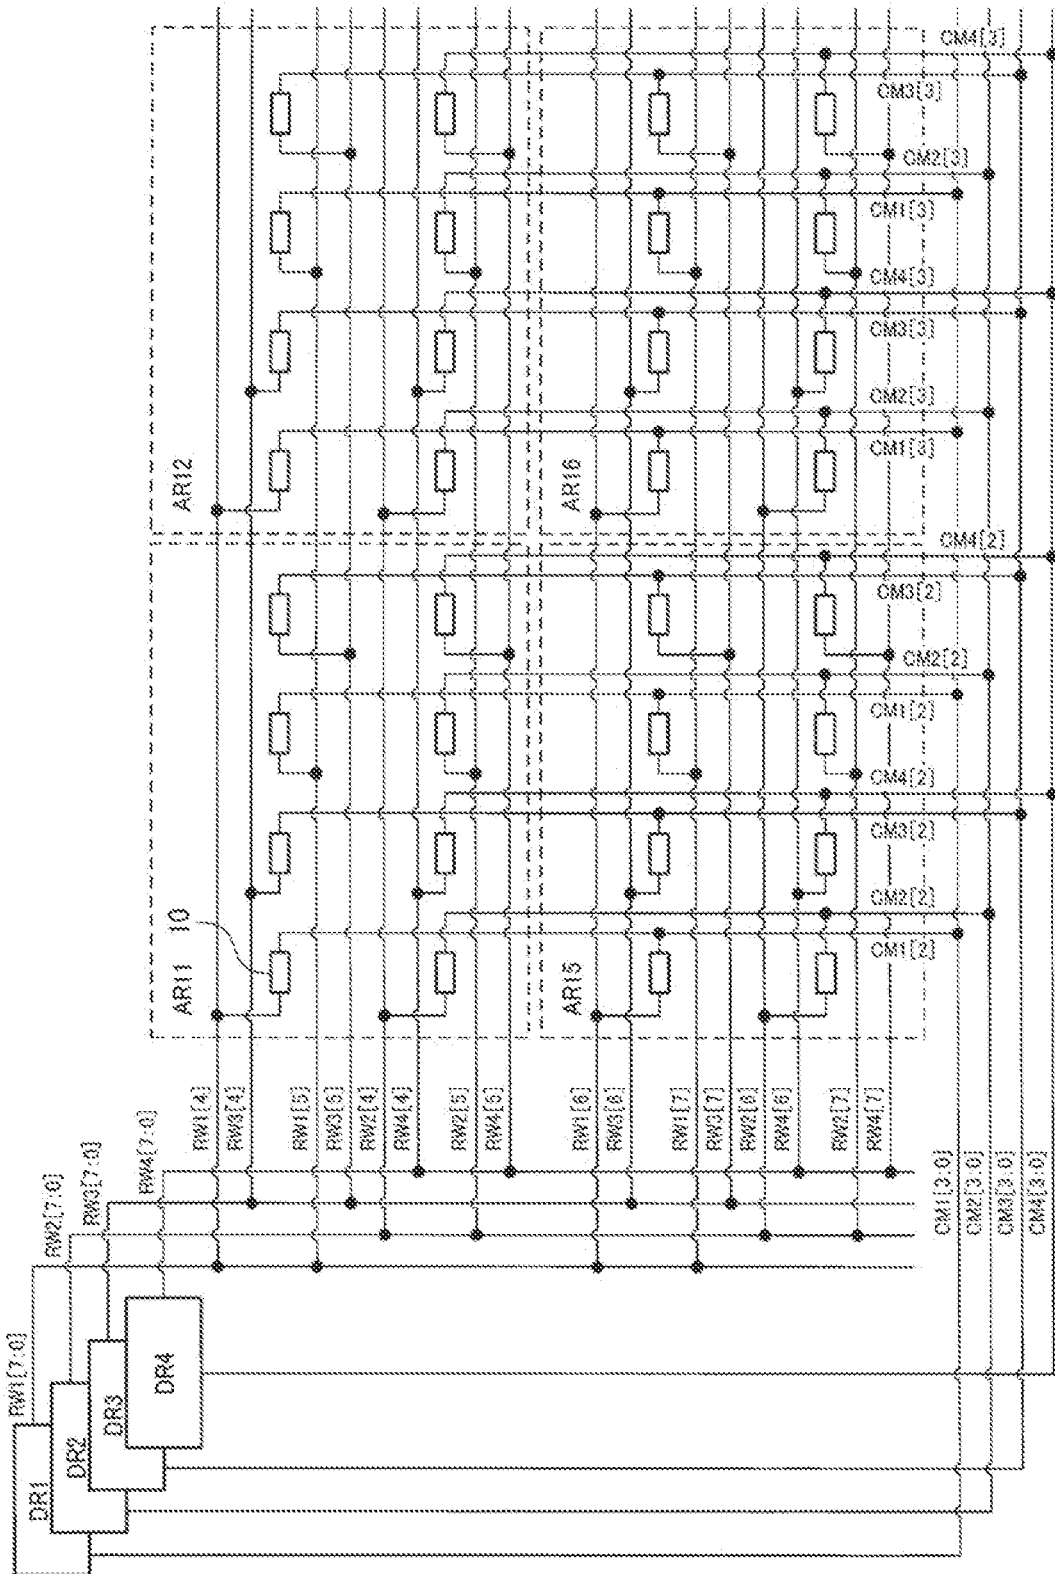 DR1
DR2
DR3
DR4
RW1[7:0]
RW2[7:0]
RW3[7:0]
RW4[7:0]
RW1[4]
RW3[4]
RW1[5]
RW3[5]
RW2[4]
RW4[4]
RW2[5]
RW4[5]
RW1[6]
RW3[6]
RW1[7]
RW3[7]
RW2[6]
RW4[6]
RW2[7]
RW4[7]
CM1[3:0]
CM2[3:0]
CM3[3:0]
CM4[3:0]
AR11
10
AR12
AR15
AR16
CM4[3]
CM3[3]
CM2[3]
CM1[3]
CM4[3]
CM3[3]
CM2[3]
CM1[3]
CM4[2]
CM3[2]
CM2[2]
CM1[2]
CM4[2]
CM3[2]
CM2[2]
CM1[2]